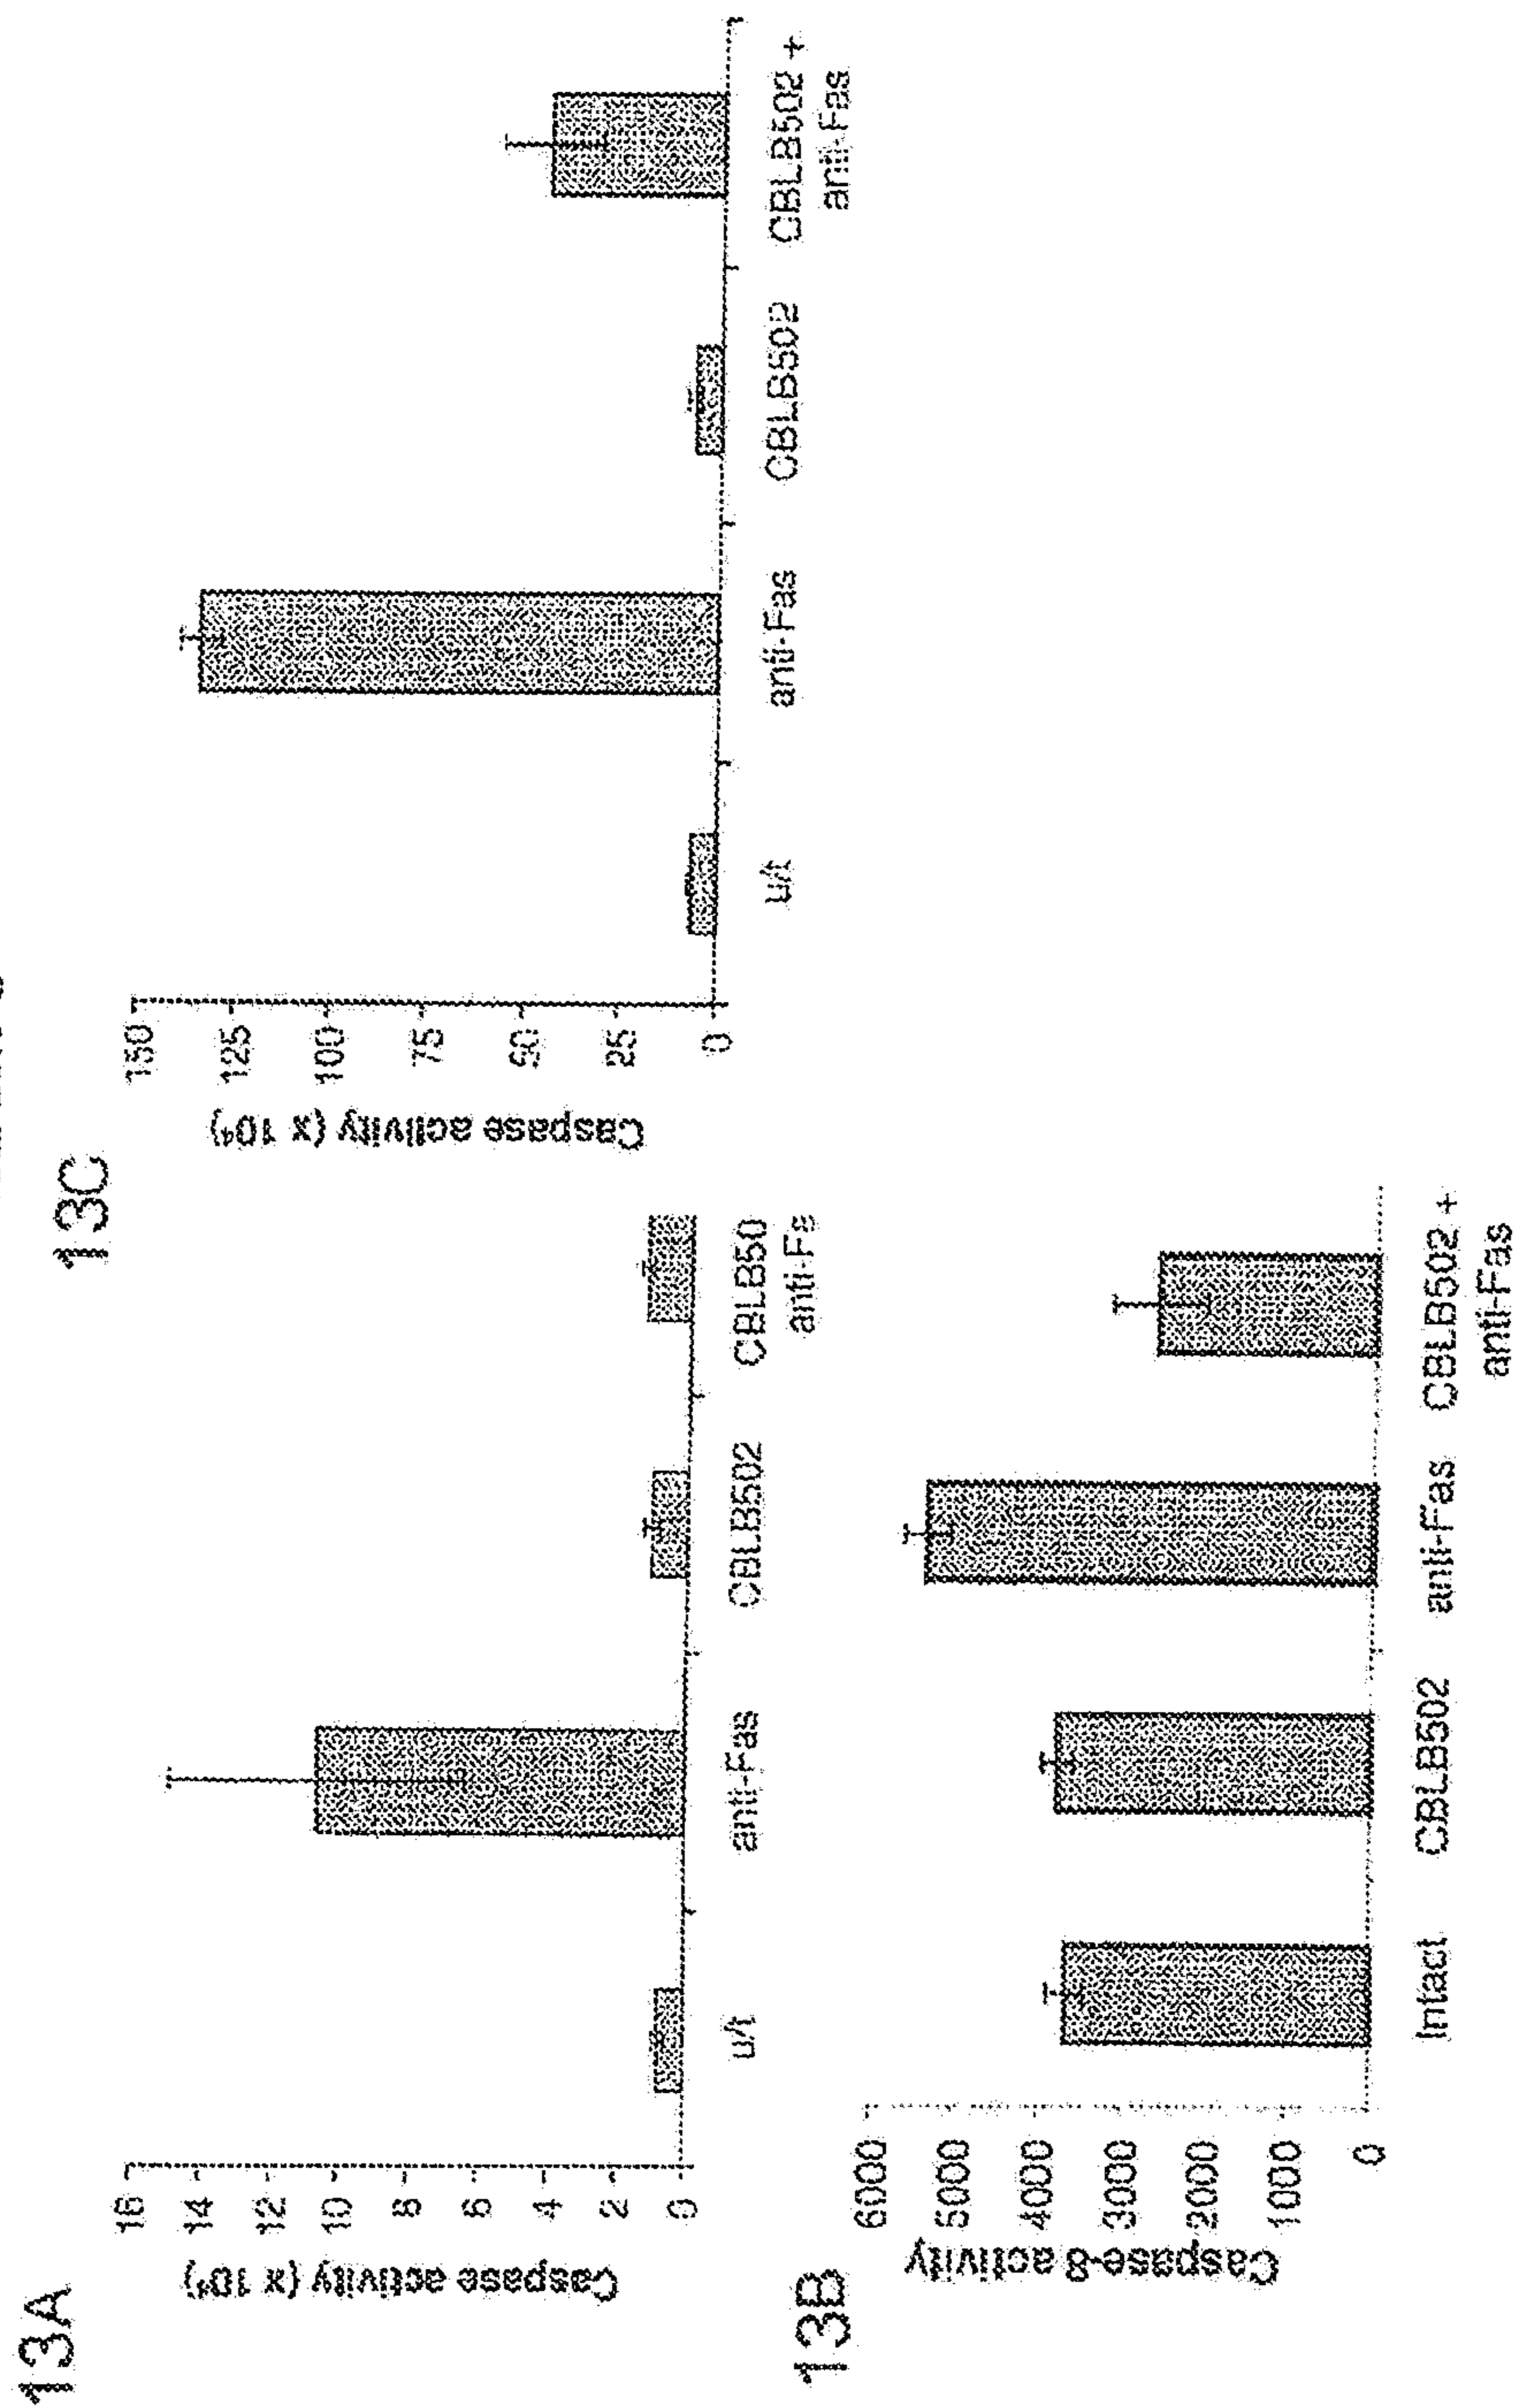 13A
Caspase activity (x 10⁴)
16
14
12
10
8
6
4
2
0
u/t
anti-Fas
CBLB502
CBLB50
anti-Fs
13B
Caspase-8 activity
6000
5000
4000
3000
2000
1000
0
Intact
CBLB502
anti-Fas
CBLB502 +
anti-Fas
13C
Caspase activity (x 10⁴)
150
125
100
75
50
25
0
u/t
anti-Fas
CBLB502
CBLB502 +
anti-Fas